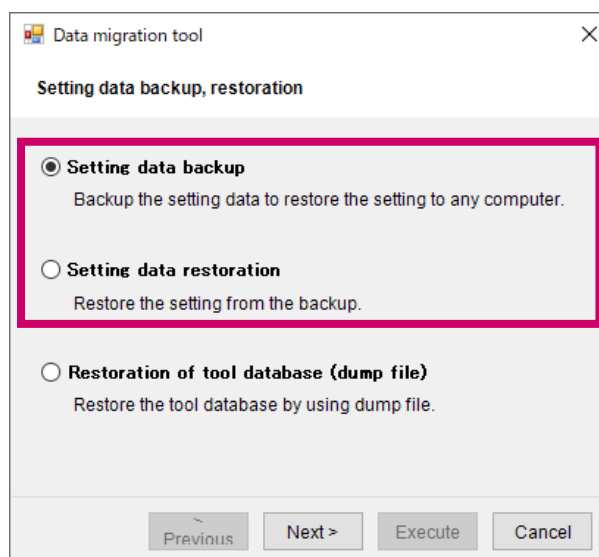 Data migration tool
Setting data backup, restoration
Setting data backup
Backup the setting data to restore the setting to any computer.
Setting data restoration
Restore the setting from the backup.
Restoration of tool database (dump file)
Restore the tool database by using dump file.
Previous Next > Execute Cancel